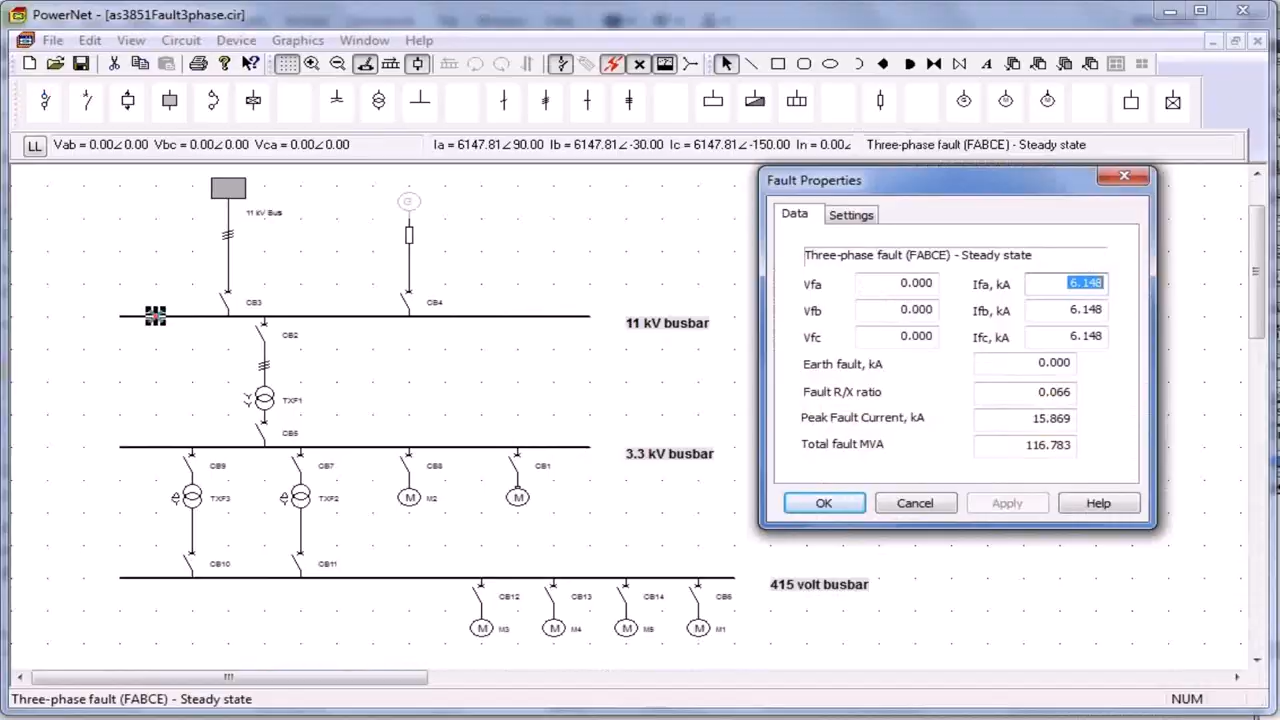 PowerNet - [as3851Fault3phase.cir]
File Edit View Circuit Device Graphics Window Help
LL Vab = 0.00∠0.00 Vbc = 0.00∠0.00 Vca = 0.00∠0.00 Ia = 6147.81∠90.00 Ib = 6147.81∠-30.00 Ic = 6147.81∠-150.00 In = 0.00∠ Three-phase fault (FABCE) - Steady state
11 kV Bus
G
CB3 CB4
11 kV busbar
CB2
TXF1
CB5
3.3 kV busbar
CB9 CB7 CB8 CB1
TXF3 TXF2 M M2 M
CB10 CB11
415 volt busbar
CB12 CB13 CB14 CB6
M M3 M M4 M M5 M M1
Fault Properties
Data Settings
Three-phase fault (FABCE) - Steady state
Vfa 0.000 Ifa, kA 6.148
Vfb 0.000 Ifb, kA 6.148
Vfc 0.000 Ifc, kA 6.148
Earth fault, kA 0.000
Fault R/X ratio 0.066
Peak Fault Current, kA 15.869
Total fault MVA 116.783
OK Cancel Apply Help
Three-phase fault (FABCE) - Steady state NUM